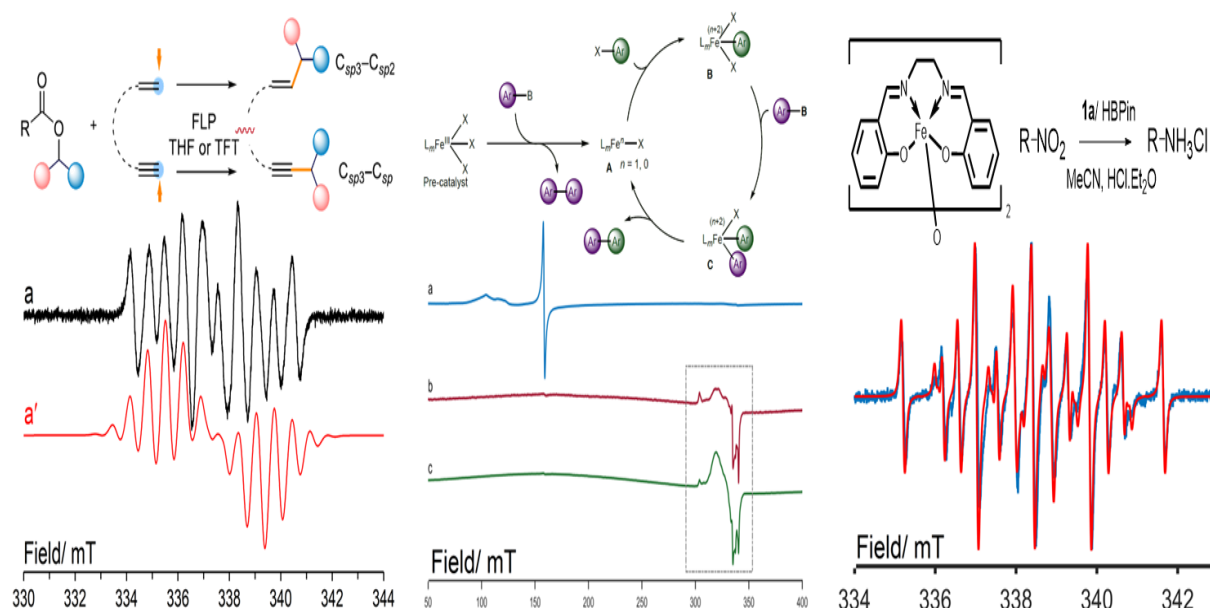 O
R
O
+
FLP
THF or TFT
Csp3–Csp2
Csp3–Csp
a
a'
Field/ mT
330 332 334 336 338 340 342 344
X Ar
(n+2) X
LmFe Ar
X
B
Ar B
X
LmFeIII X
X
Pre-catalyst
Ar Ar
LmFen X
A n = 1, 0
Ar B
Ar Ar
(n+2) X
LmFe Ar
Ar
C
a
b
c
Field/ mT
50 100 150 200 250 300 350 400
N N
Fe
O O
2
O
1a/ HBPin
R–NO2 R–NH3Cl
MeCN, HCl.Et2O
Field/ mT
334 336 338 340 342